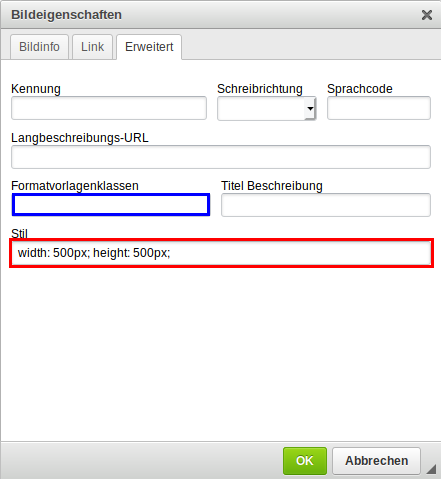 Bildeigenschaften
Bildinfo Link Erweitert
Kennung Schreibrichtung Sprachcode
Langbeschreibungs-URL
Formatvorlagenklassen Titel Beschreibung
Stil
width: 500px; height: 500px;
OK Abbrechen